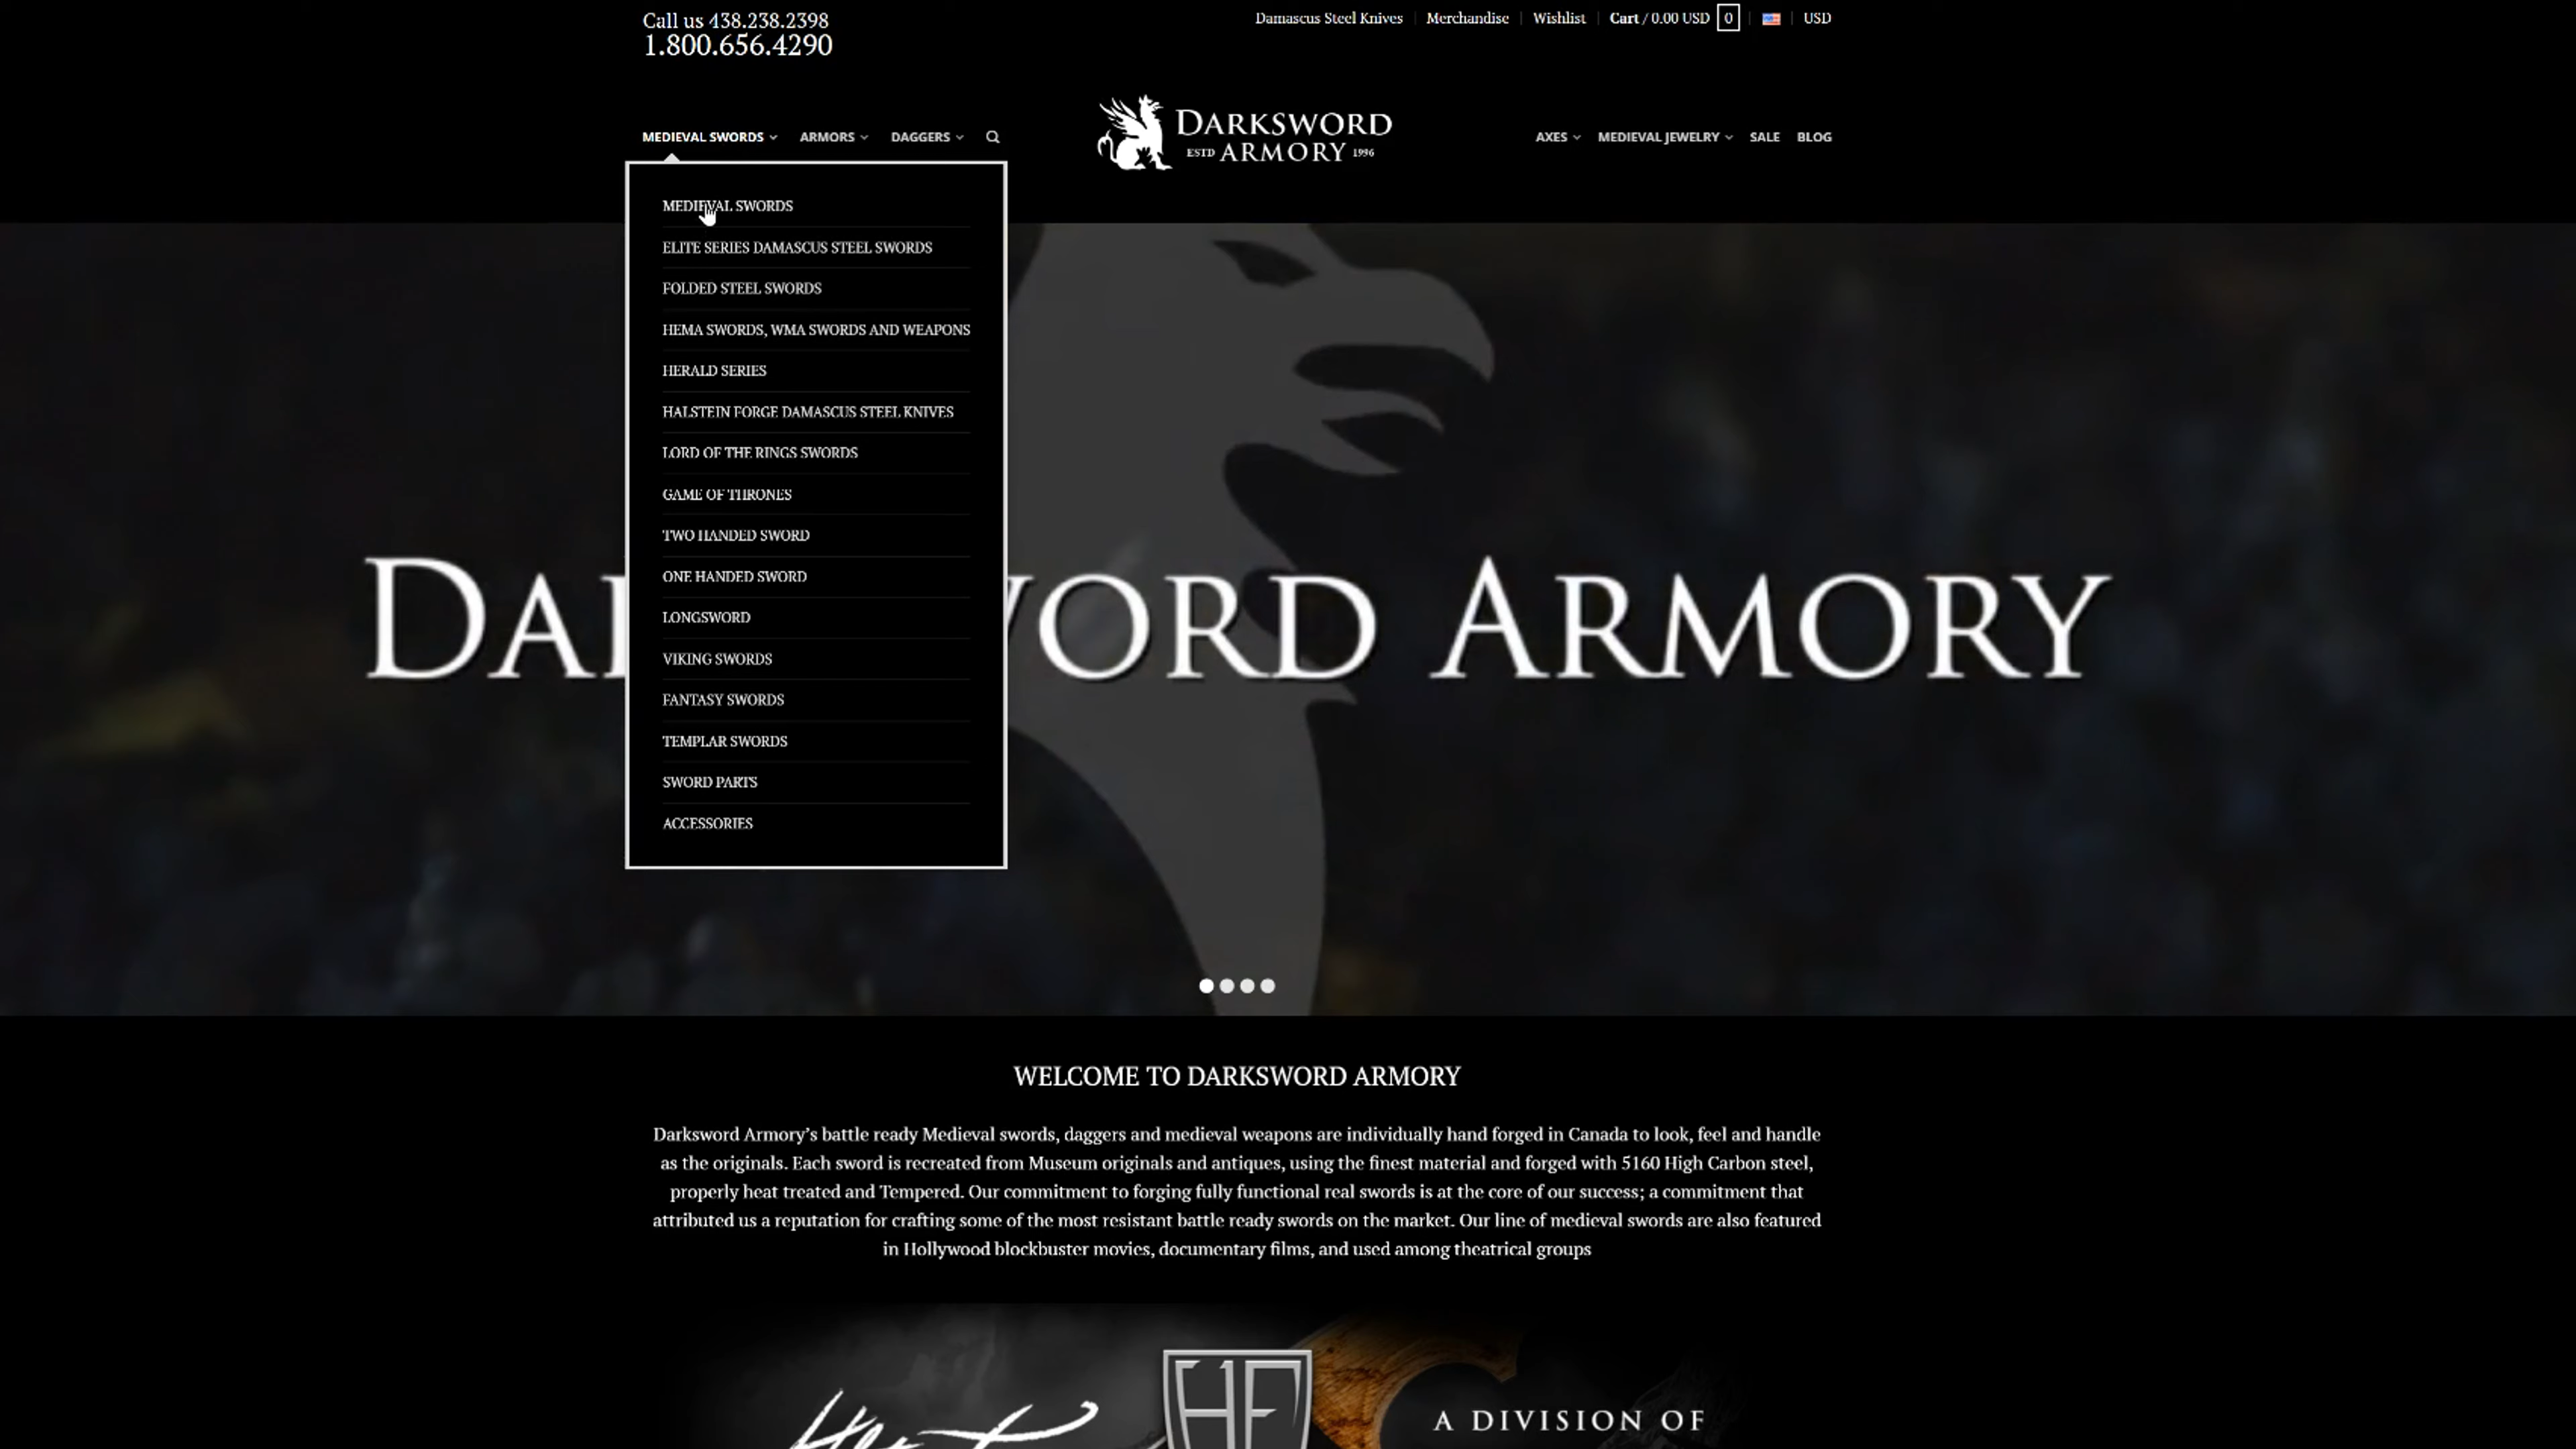 Call us 438.238.2398
1.800.656.4290
Damascus Steel Knives
Merchandise
Wishlist
Cart / 0.00 USD 0
USD
MEDIEVAL SWORDS
ARMORS
DAGGERS
DARKSWORD
ESTD ARMORY 1996
AXES
MEDIEVAL JEWELRY
SALE
BLOG
MEDIEVAL SWORDS
ELITE SERIES DAMASCUS STEEL SWORDS
FOLDED STEEL SWORDS
HEMA SWORDS, WMA SWORDS AND WEAPONS
HERALD SERIES
HALSTEIN FORGE DAMASCUS STEEL KNIVES
LORD OF THE RINGS SWORDS
GAME OF THRONES
TWO HANDED SWORD
ONE HANDED SWORD
LONGSWORD
VIKING SWORDS
FANTASY SWORDS
TEMPLAR SWORDS
SWORD PARTS
ACCESSORIES
ARMORY
WELCOME TO DARKSWORD ARMORY
Darksword Armory's battle ready Medieval swords, daggers and medieval weapons are individually hand forged in Canada to look, feel and handle
as the originals. Each sword is recreated from Museum originals and antiques, using the finest material and forged with 5160 High Carbon steel,
properly heat treated and Tempered. Our commitment to forging fully functional real swords is at the core of our success; a commitment that
attributed us a reputation for crafting some of the most resistant battle ready swords on the market. Our line of medieval swords are also featured
in Hollywood blockbuster movies, documentary films, and used among theatrical groups
HF
A DIVISION OF